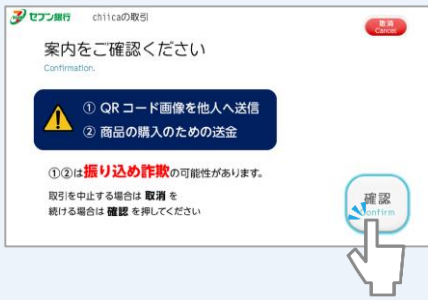 セブン銀行 chiicaの取引
取消
Cancel
案内をご確認ください
Confirmation.
① QRコード画像を他人へ送信
② 商品の購入のための送金
①②は振り込め詐欺の可能性があります。
取引を中止する場合は 取消 を
続ける場合は 確認 を押してください
確認
Confirm